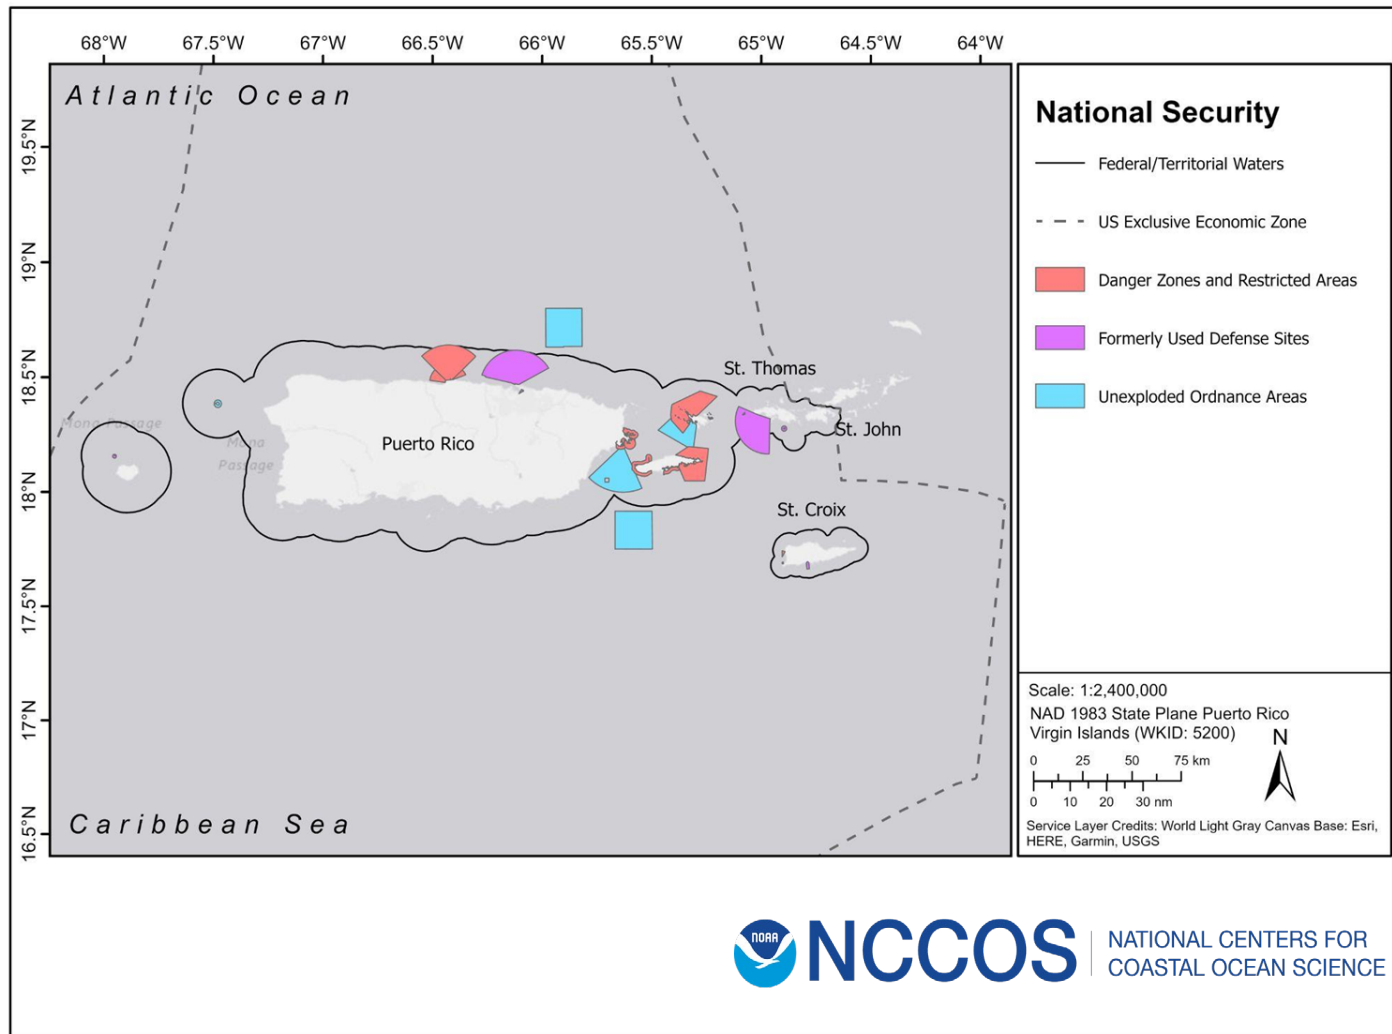 68°W 67.5°W 67°W 66.5°W 66°W 65.5°W 65°W 64.5°W 64°W
19.5°N
19°N
18.5°N
18°N
17.5°N
17°N
16.5°N
Atlantic Ocean
St. Thomas
St. John
Mona Passage
Mona
Passage
Puerto Rico
St. Croix
Caribbean Sea
National Security
Federal/Territorial Waters
US Exclusive Economic Zone
Danger Zones and Restricted Areas
Formerly Used Defense Sites
Unexploded Ordnance Areas
Scale: 1:2,400,000
NAD 1983 State Plane Puerto Rico
Virgin Islands (WKID: 5200)
N
0 25 50 75 km
0 10 20 30 nm
Service Layer Credits: World Light Gray Canvas Base: Esri,
HERE, Garmin, USGS
NOAA
NCCOS
NATIONAL CENTERS FOR
COASTAL OCEAN SCIENCE